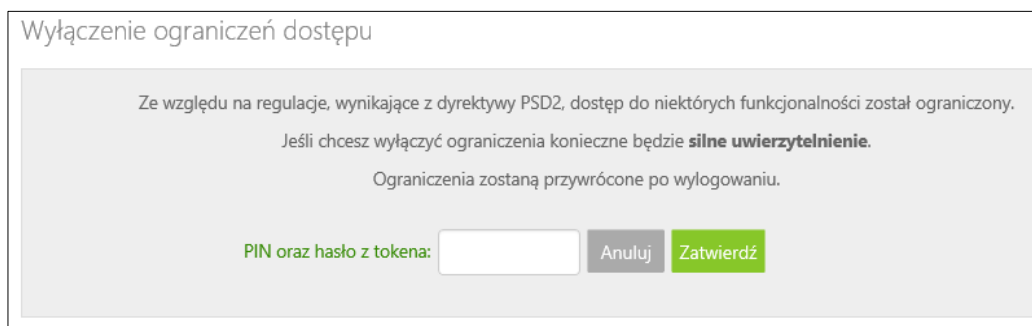 Wyłączenie ograniczeń dostępu
Ze względu na regulacje, wynikające z dyrektywy PSD2, dostęp do niektórych funkcjonalności został ograniczony.
Jeśli chcesz wyłączyć ograniczenia konieczne będzie silne uwierzytelnienie.
Ograniczenia zostaną przywrócone po wylogowaniu.
PIN oraz hasło z tokena: Anuluj Zatwierdź